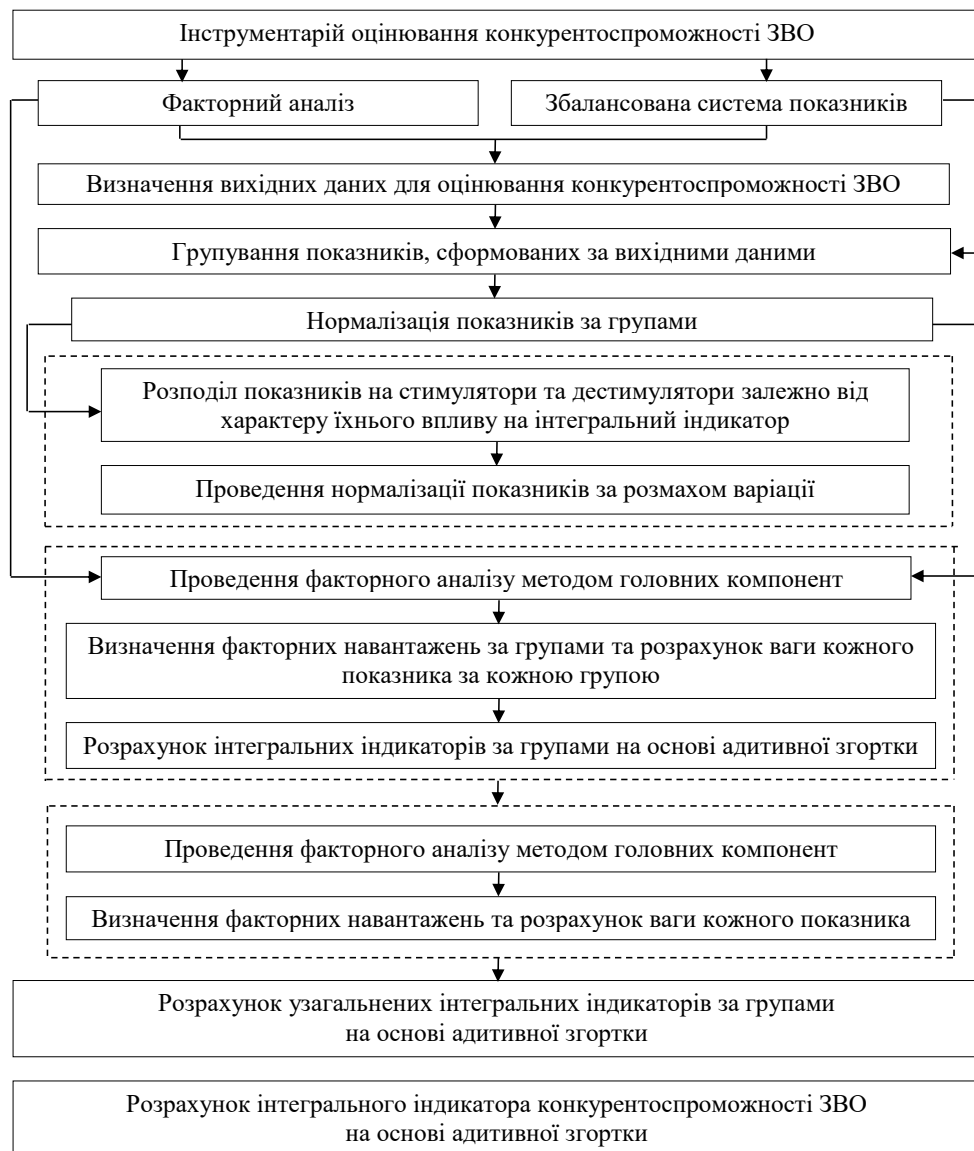 Інструментарій оцінювання конкурентоспроможності ЗВО
Факторний аналіз
Збалансована система показників
Визначення вихідних даних для оцінювання конкурентоспроможності ЗВО
Групування показників, сформованих за вихідними даними
Нормалізація показників за групами
Розподіл показників на стимулятори та дестимулятори залежно від
характеру їхнього впливу на інтегральний індикатор
Проведення нормалізації показників за розмахом варіації
Проведення факторного аналізу методом головних компонент
Визначення факторних навантажень за групами та розрахунок ваги кожного
показника за кожною групою
Розрахунок інтегральних індикаторів за групами на основі адитивної згортки
Проведення факторного аналізу методом головних компонент
Визначення факторних навантажень та розрахунок ваги кожного показника
Розрахунок узагальнених інтегральних індикаторів за групами
на основі адитивної згортки
Розрахунок інтегрального індикатора конкурентоспроможності ЗВО
на основі адитивної згортки